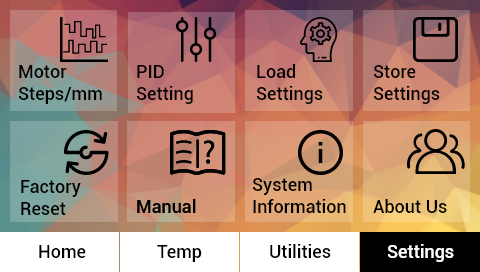 Motor
Steps/mm
PID
Setting
Load
Settings
Store
Settings
Factory
Reset
?
Manual
i
System
Information
About Us
Home
Temp
Utilities
Settings